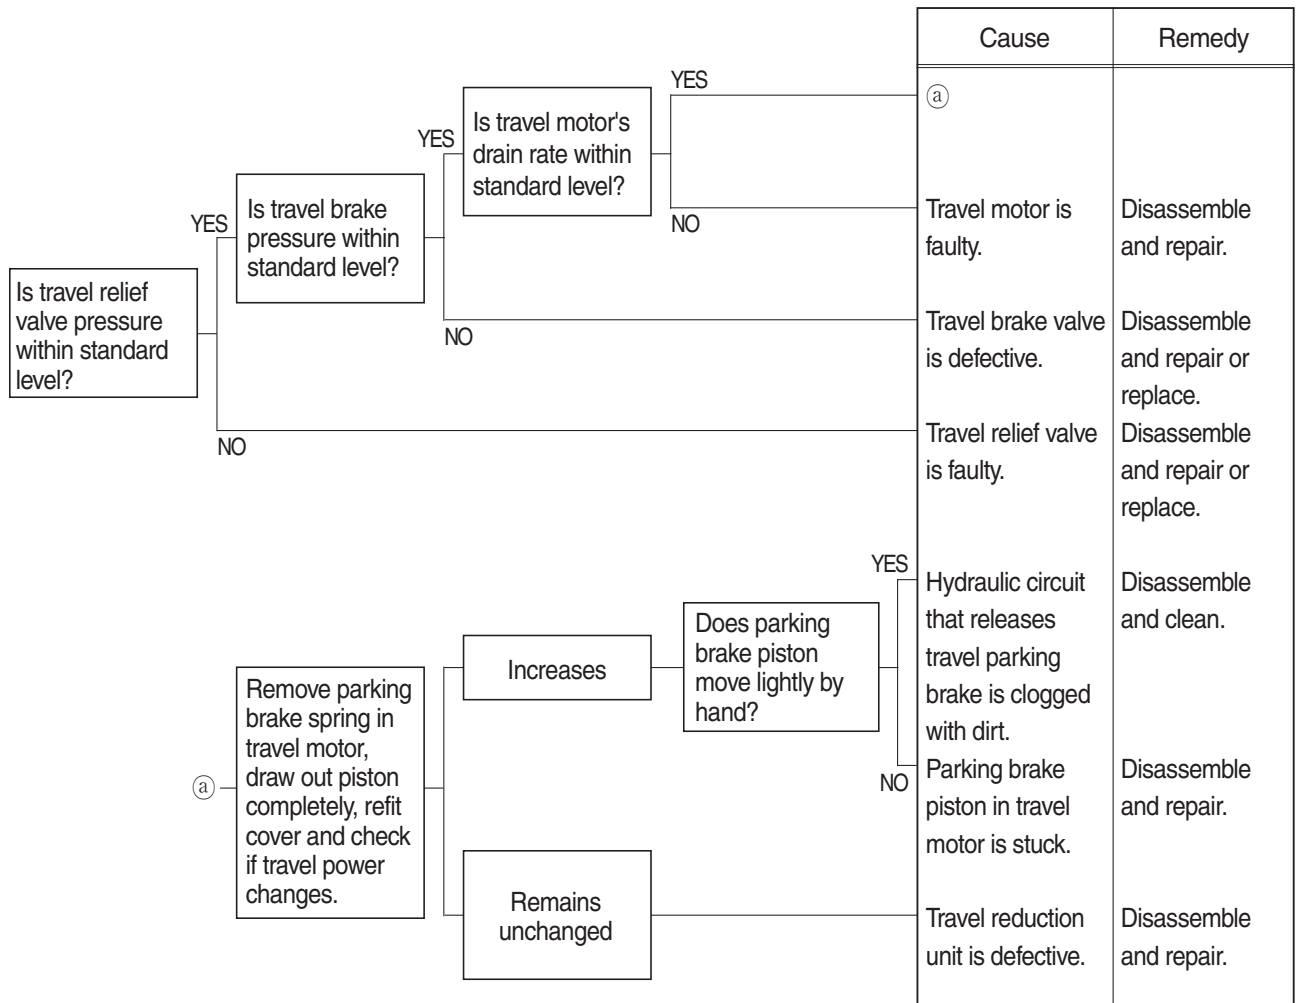 Cause
Remedy
YES
ⓐ
Is travel motor's
drain rate within
standard level?
YES
NO
Travel motor is
faulty.
Disassemble
and repair.
Is travel brake
pressure within
standard level?
YES
NO
Travel brake valve
is defective.
Disassemble
and repair or
replace.
Is travel relief
valve pressure
within standard
level?
NO
Travel relief valve
is faulty.
Disassemble
and repair or
replace.
ⓐ
Remove parking
brake spring in
travel motor,
draw out piston
completely, refit
cover and check
if travel power
changes.
Increases
Does parking
brake piston
move lightly by
hand?
YES
Hydraulic circuit
that releases
travel parking
brake is clogged
with dirt.
Disassemble
and clean.
NO
Parking brake
piston in travel
motor is stuck.
Disassemble
and repair.
Remains
unchanged
Travel reduction
unit is defective.
Disassemble
and repair.